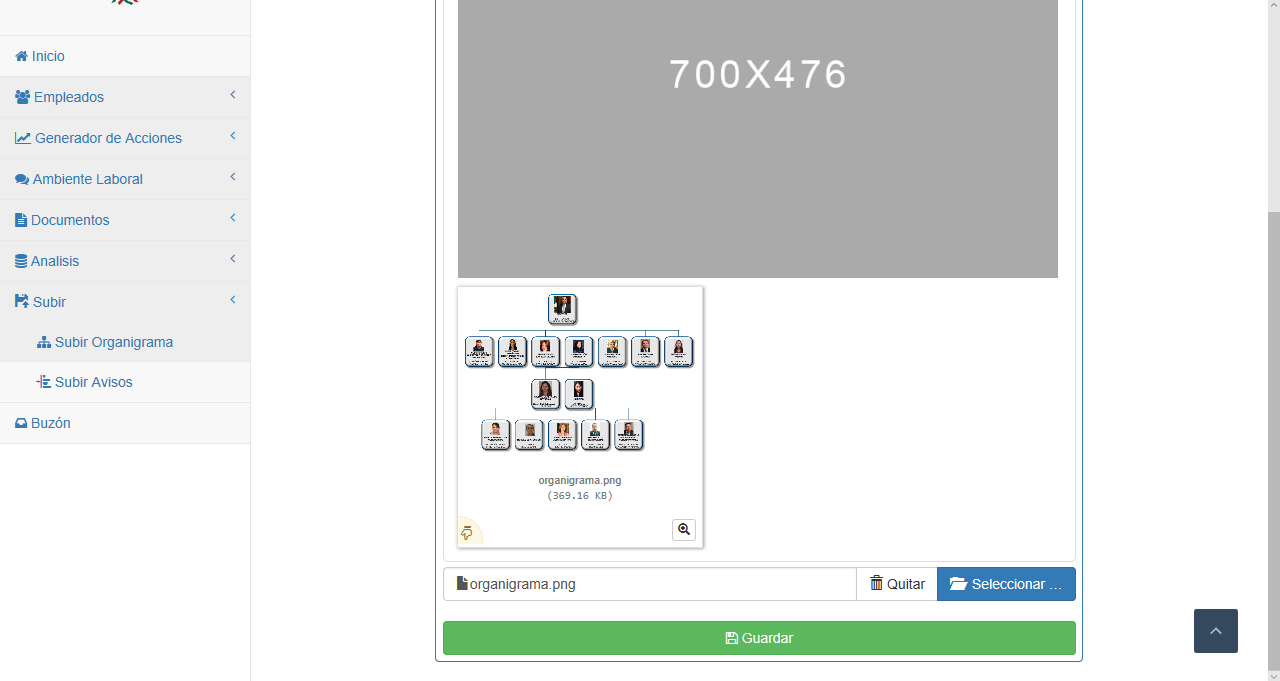 Inicio
Empleados
Generador de Acciones
Ambiente Laboral
Documentos
Analisis
Subir
Subir Organigrama
Subir Avisos
Buzón
700X476
organigrama.png
(369.16 KB)
organigrama.png
Quitar
Seleccionar ...
Guardar